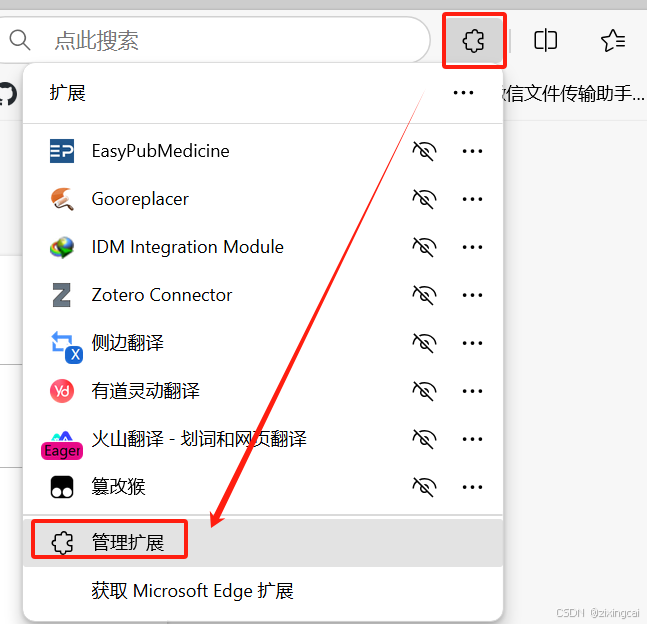 点此搜索
扩展
信文件传输助手...
EasyPubMedicine
Gooreplacer
IDM Integration Module
Zotero Connector
侧边翻译
有道灵动翻译
火山翻译 - 划词和网页翻译
Eager
篡改猴
管理扩展
获取 Microsoft Edge 扩展
CSDN @zixingcai